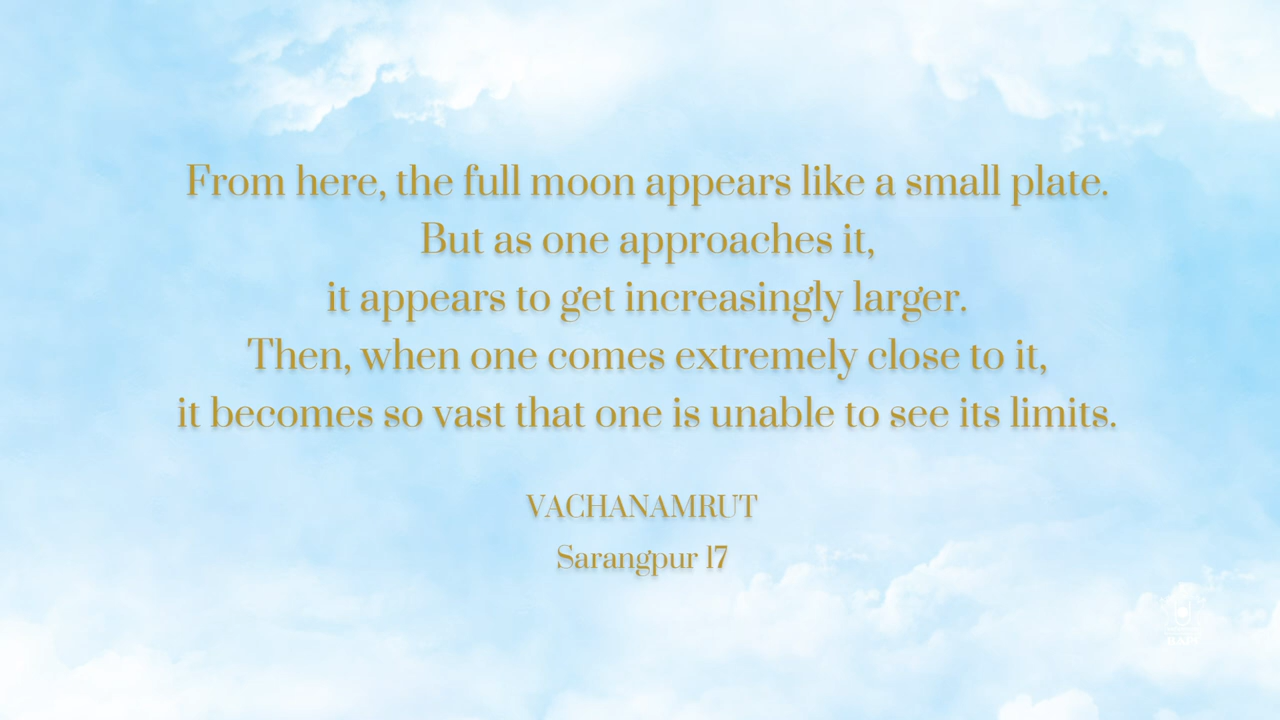 From here, the full moon appears like a small plate.
But as one approaches it,
it appears to get increasingly larger.
Then, when one comes extremely close to it,
it becomes so vast that one is unable to see its limits.
VACHANAMRUT
Sarangpur 17